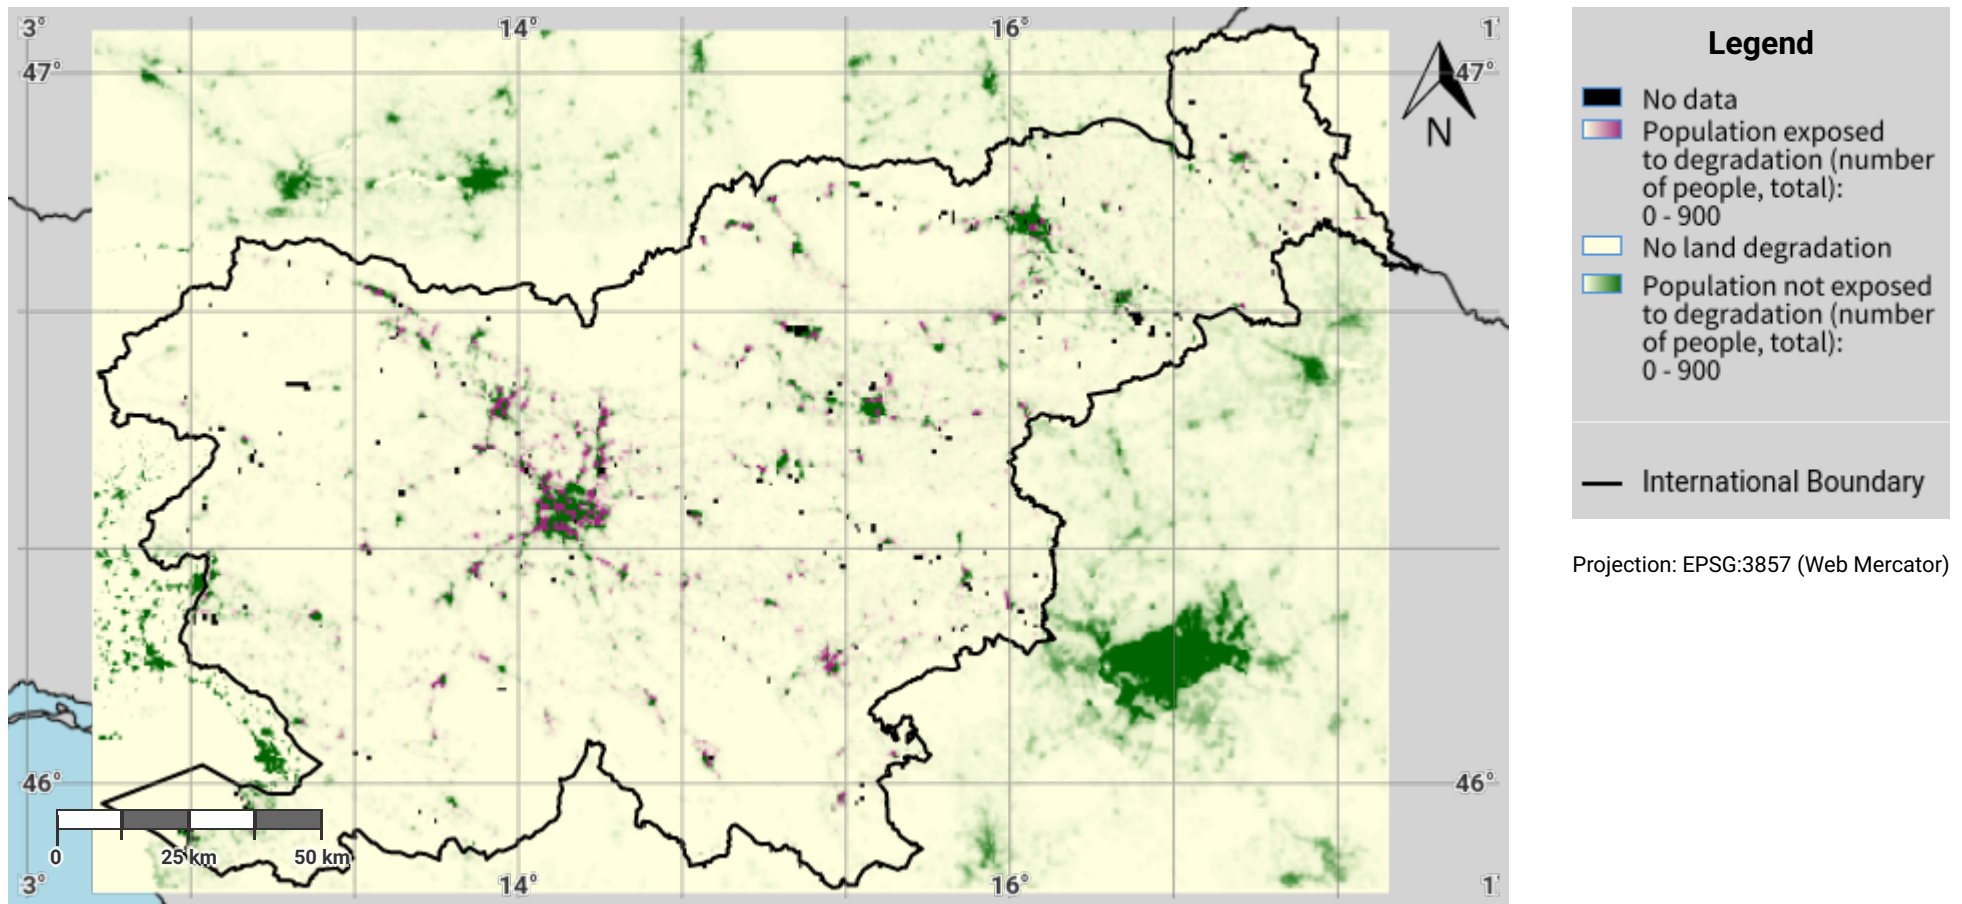 3° 14° 16° 1
47° 47°
N
46° 46°
0 25 km 50 km
3° 14° 16° 1
Legend
No data
Population exposed
to degradation (number
of people, total):
0 - 900
No land degradation
Population not exposed
to degradation (number
of people, total):
0 - 900
International Boundary
Projection: EPSG:3857 (Web Mercator)